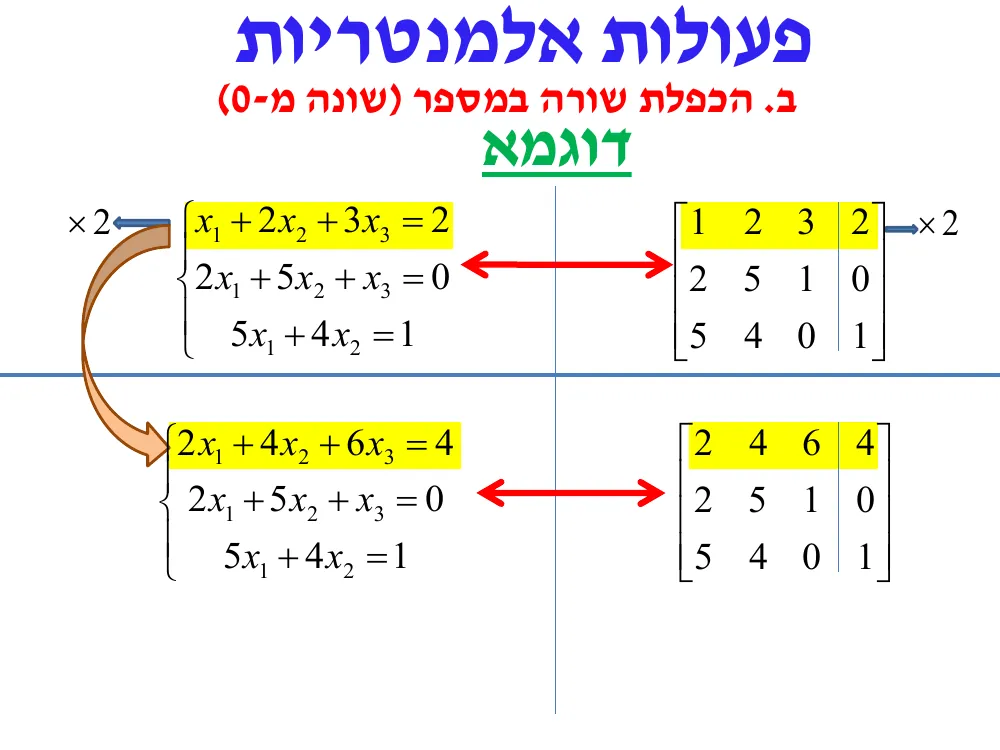 פעולות אלמנטריות
ב. הכפלת שורה במספר (שונה מ-0)
דוגמא
× 2
x₁ + 2x₂ + 3x₃ = 2
2x₁ + 5x₂ + x₃ = 0
5x₁ + 4x₂ = 1
1 2 3 2 × 2
2 5 1 0
5 4 0 1
2x₁ + 4x₂ + 6x₃ = 4
2x₁ + 5x₂ + x₃ = 0
5x₁ + 4x₂ = 1
2 4 6 4
2 5 1 0
5 4 0 1